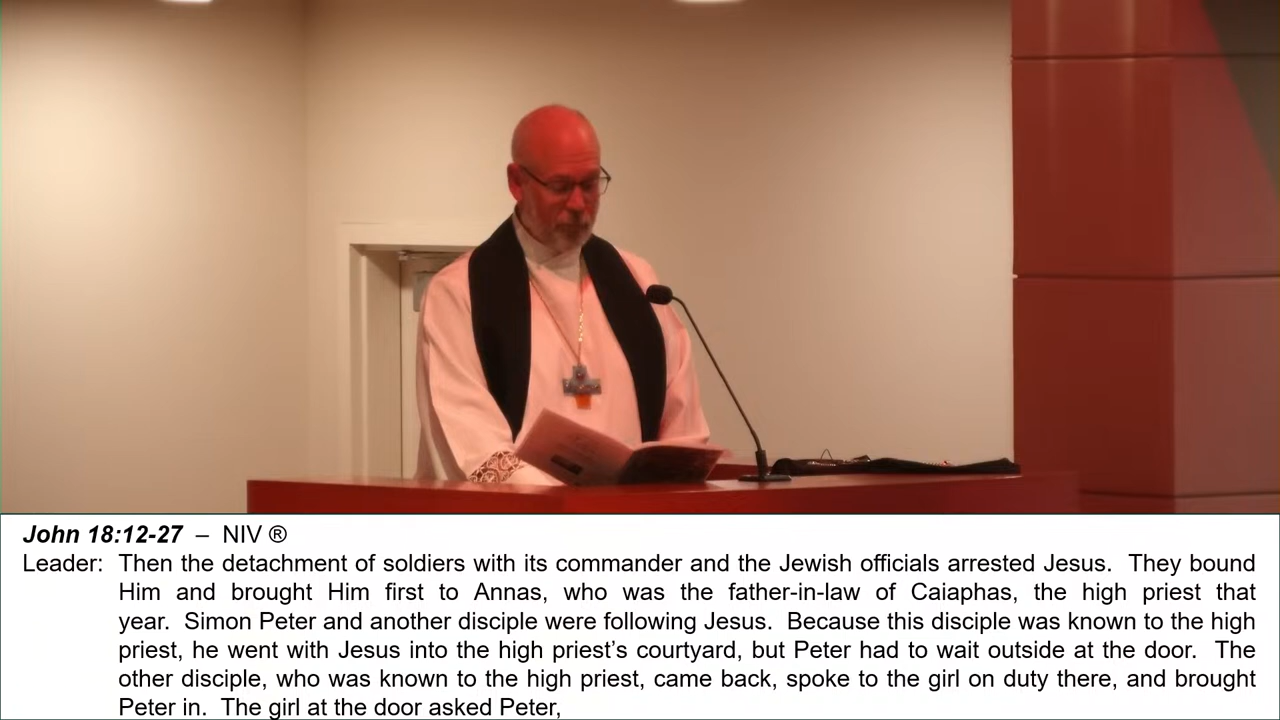 John 18:12-27 – NIV ®
Leader: Then the detachment of soldiers with its commander and the Jewish officials arrested Jesus. They bound
Him and brought Him first to Annas, who was the father-in-law of Caiaphas, the high priest that
year. Simon Peter and another disciple were following Jesus. Because this disciple was known to the high
priest, he went with Jesus into the high priest’s courtyard, but Peter had to wait outside at the door. The
other disciple, who was known to the high priest, came back, spoke to the girl on duty there, and brought
Peter in. The girl at the door asked Peter,